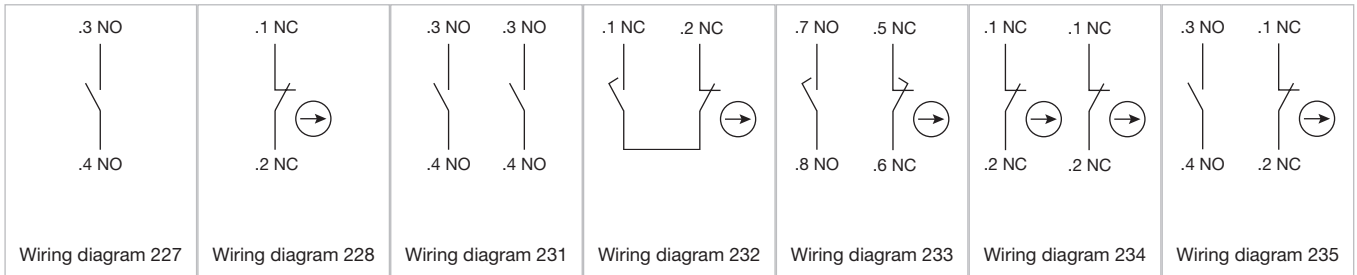 .3 NO
.4 NO
Wiring diagram 227
.1 NC
.2 NC
Wiring diagram 228
.3 NO .3 NO
.4 NO .4 NO
Wiring diagram 231
.1 NC .2 NC
Wiring diagram 232
.7 NO .5 NC
.8 NO .6 NC
Wiring diagram 233
.1 NC .1 NC
.2 NC .2 NC
Wiring diagram 234
.3 NO .1 NC
.4 NO .2 NC
Wiring diagram 235